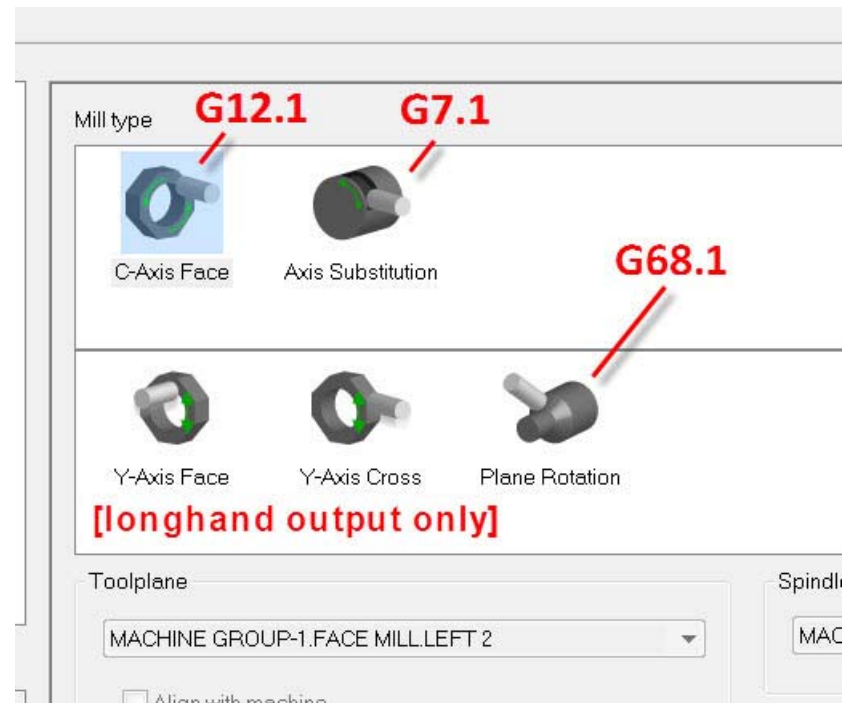 Mill type
G12.1
G7.1
C-Axis Face
Axis Substitution
G68.1
Y-Axis Face
Y-Axis Cross
Plane Rotation
[longhand output only]
Toolplane
Spindl
MACHINE GROUP-1.FACE MILL.LEFT 2
MAC
Align with machine